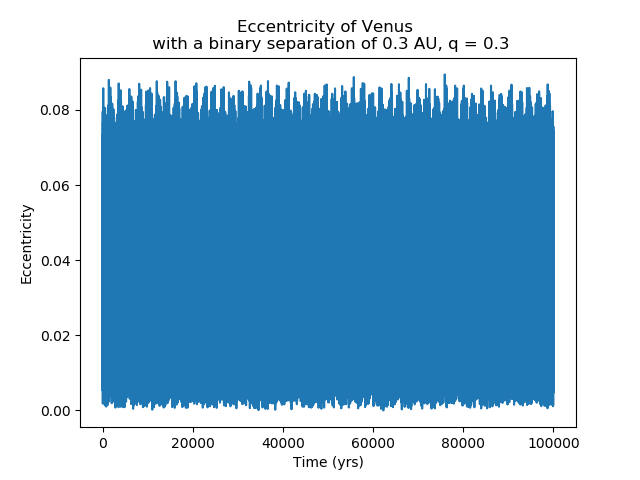 Eccentricity of Venus
with a binary separation of 0.3 AU, q = 0.3
0.08
0.06
0.04
0.02
0.00
Eccentricity
0 20000 40000 60000 80000 100000
Time (yrs)